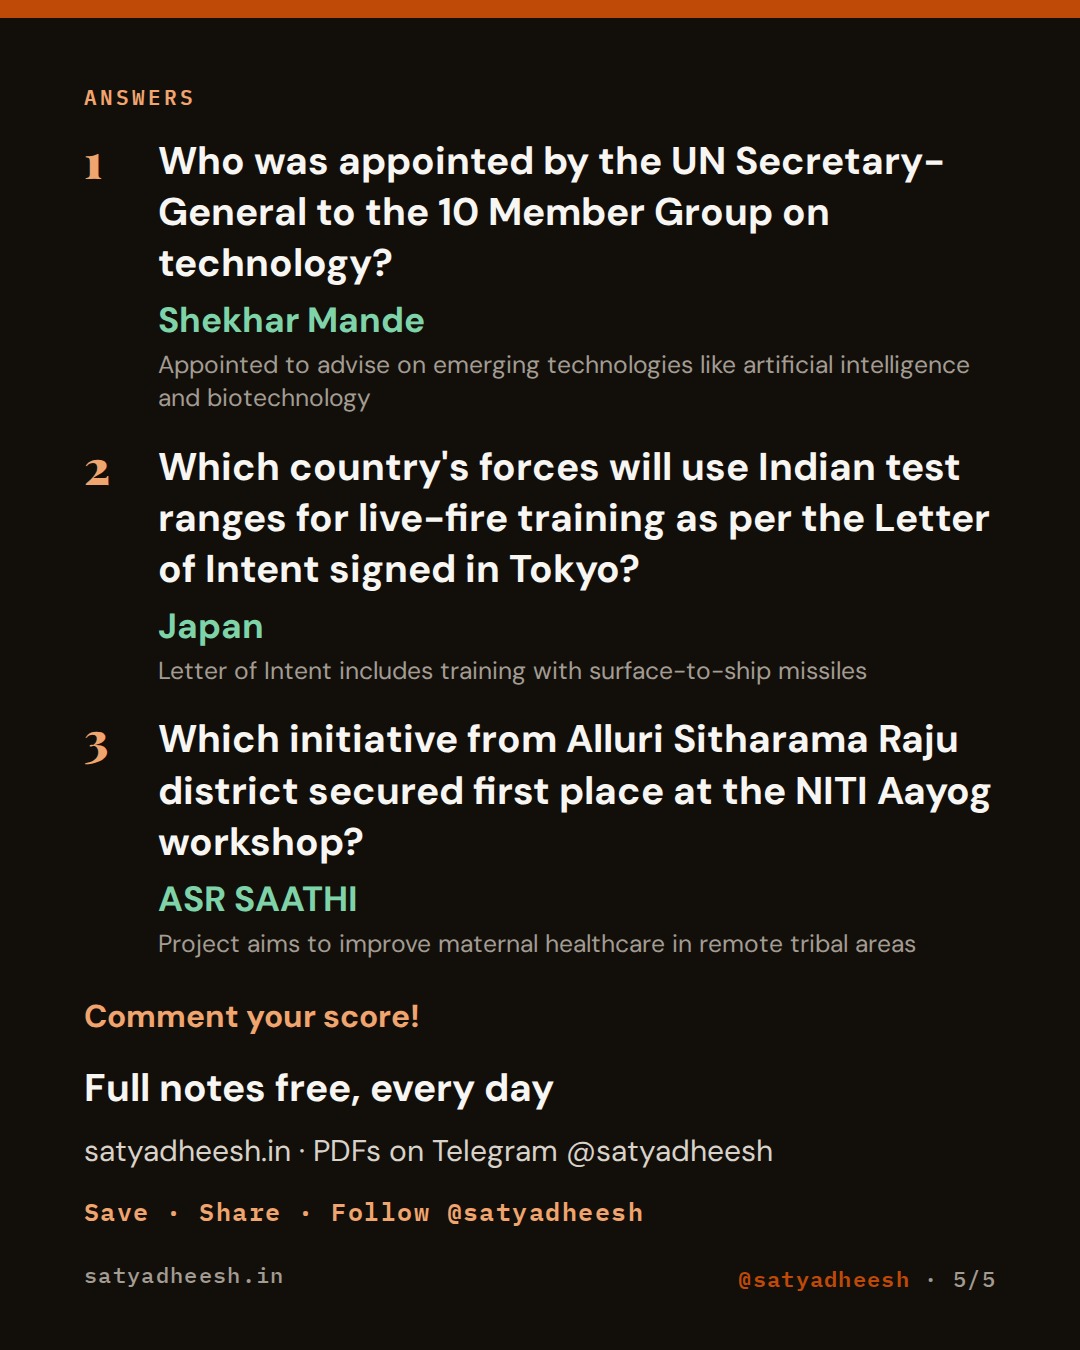 ANSWERS
1
Who was appointed by the UN Secretary-
General to the 10 Member Group on
technology?
Shekhar Mande
Appointed to advise on emerging technologies like artificial intelligence
and biotechnology
2
Which country's forces will use Indian test
ranges for live-fire training as per the Letter
of Intent signed in Tokyo?
Japan
Letter of Intent includes training with surface-to-ship missiles
3
Which initiative from Alluri Sitharama Raju
district secured first place at the NITI Aayog
workshop?
ASR SAATHI
Project aims to improve maternal healthcare in remote tribal areas
Comment your score!
Full notes free, every day
satyadheesh.in · PDFs on Telegram @satyadheesh
Save · Share · Follow @satyadheesh
satyadheesh.in
@satyadheesh · 5/5